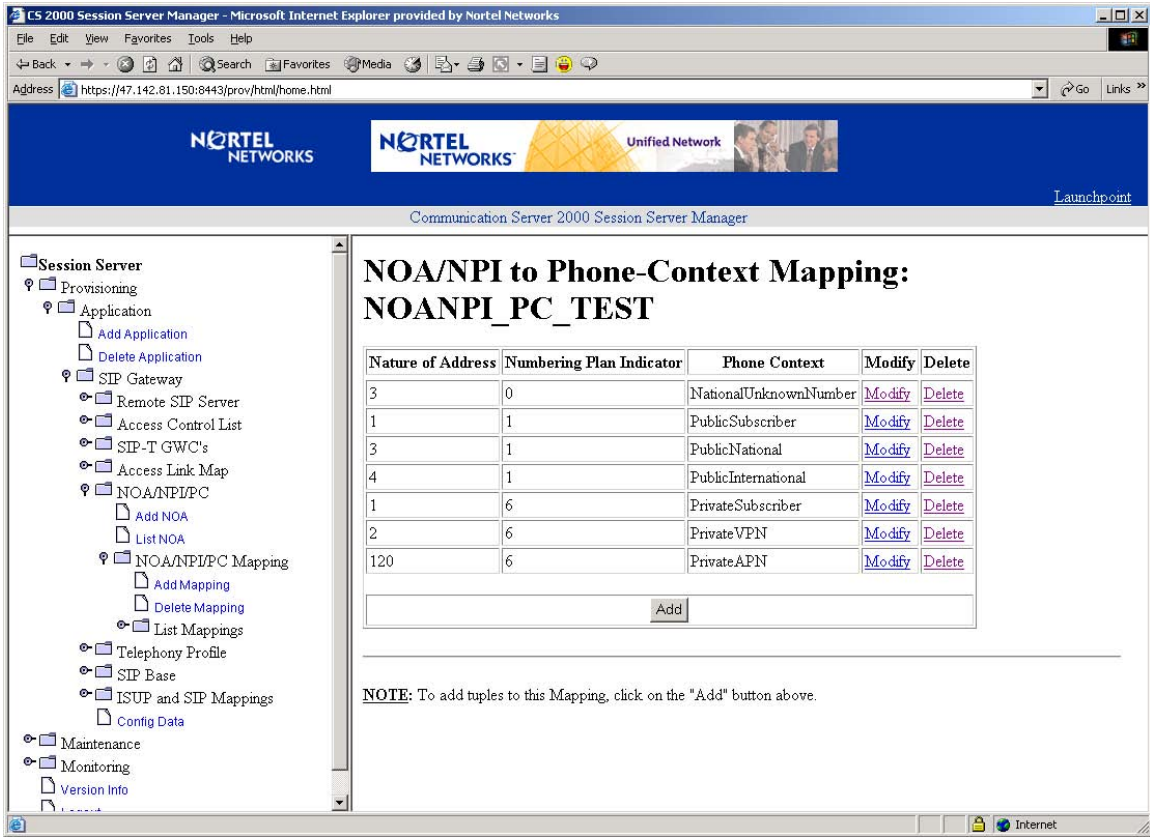 CS 2000 Session Server Manager - Microsoft Internet Explorer provided by Nortel Networks
File Edit View Favorites Tools Help
Back Search Favorites Media
Address https://47.142.81.150:8443/prov/html/home.html Go Links »
NORTEL
NETWORKS
NORTEL
NETWORKS
Unified Network
Launchpoint
Communication Server 2000 Session Server Manager
Session Server
Provisioning
Application
Add Application
Delete Application
SIP Gateway
Remote SIP Server
Access Control List
SIP-T GWC's
Access Link Map
NOA/NPI/PC
Add NOA
List NOA
NOA/NPI/PC Mapping
Add Mapping
Delete Mapping
List Mappings
Telephony Profile
SIP Base
ISUP and SIP Mappings
Config Data
Maintenance
Monitoring
Version Info
NOA/NPI to Phone-Context Mapping:
NOANPI_PC_TEST
Nature of Address Numbering Plan Indicator Phone Context Modify Delete
3 0 NationalUnknownNumber Modify Delete
1 1 PublicSubscriber Modify Delete
3 1 PublicNational Modify Delete
4 1 PublicInternational Modify Delete
1 6 PrivateSubscriber Modify Delete
2 6 PrivateVPN Modify Delete
120 6 PrivateAPN Modify Delete
Add
NOTE: To add tuples to this Mapping, click on the "Add" button above.
Internet